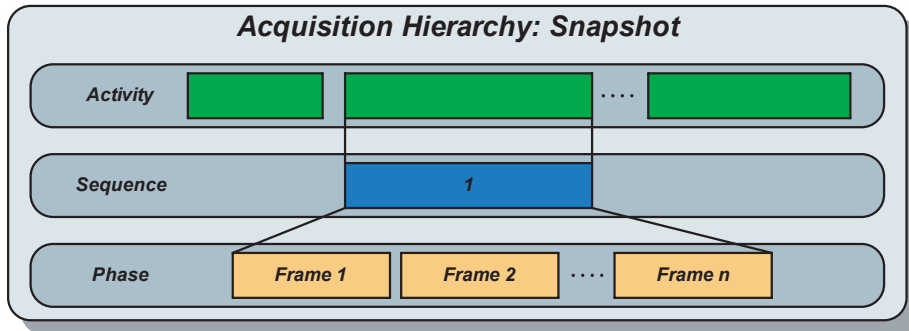 Acquisition Hierarchy: Snapshot
Activity
....
Sequence
1
Phase
Frame 1
Frame 2
....
Frame n